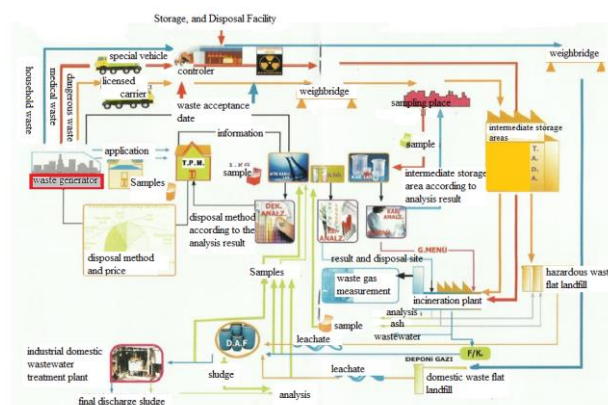 Storage, and Disposal Facility
special vehicle
controler
weighbridge
household waste
medical waste
dangerous waste
licensed
carrier
waste acceptance
date
weighbridge
sampling place
intermediate storage
areas
T.
A.
D.
A.
application
information
sample
waste generator
Samples
T.P.M.
sample
intermediate storage
area according to
analysis result
disposal method
according to the
analysis result
DEK.
ANALZ.
disposal method
and price
G.MENÜ
result and disposal site
Samples
waste gas
measurement
incineration plant
hazardous waste
flat landfill
analysis
ash
wastewater
sample
D.A.F
leachate
F/K.
DEPONI GAZI
industrial domestic
wastewater
treatment plant
sludge
leachate
domestic waste flat
landfill
analysis
final discharge sludge